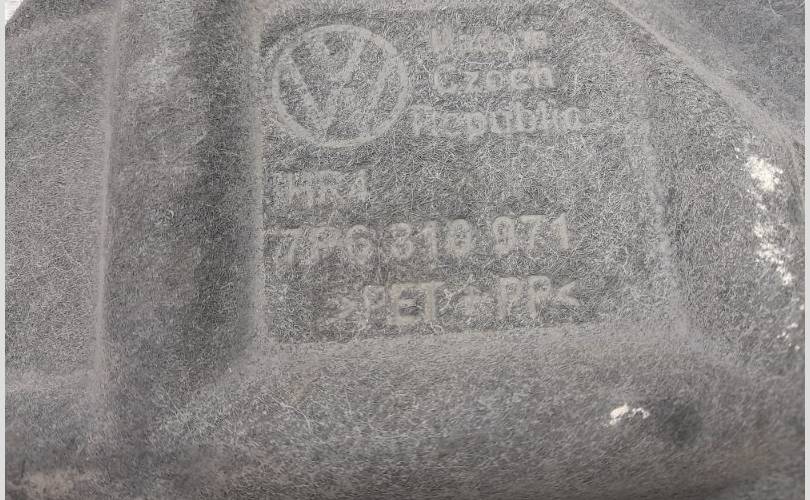 Made in
Czech
Republic
HR4
7P6 810 971
>PET + PP<